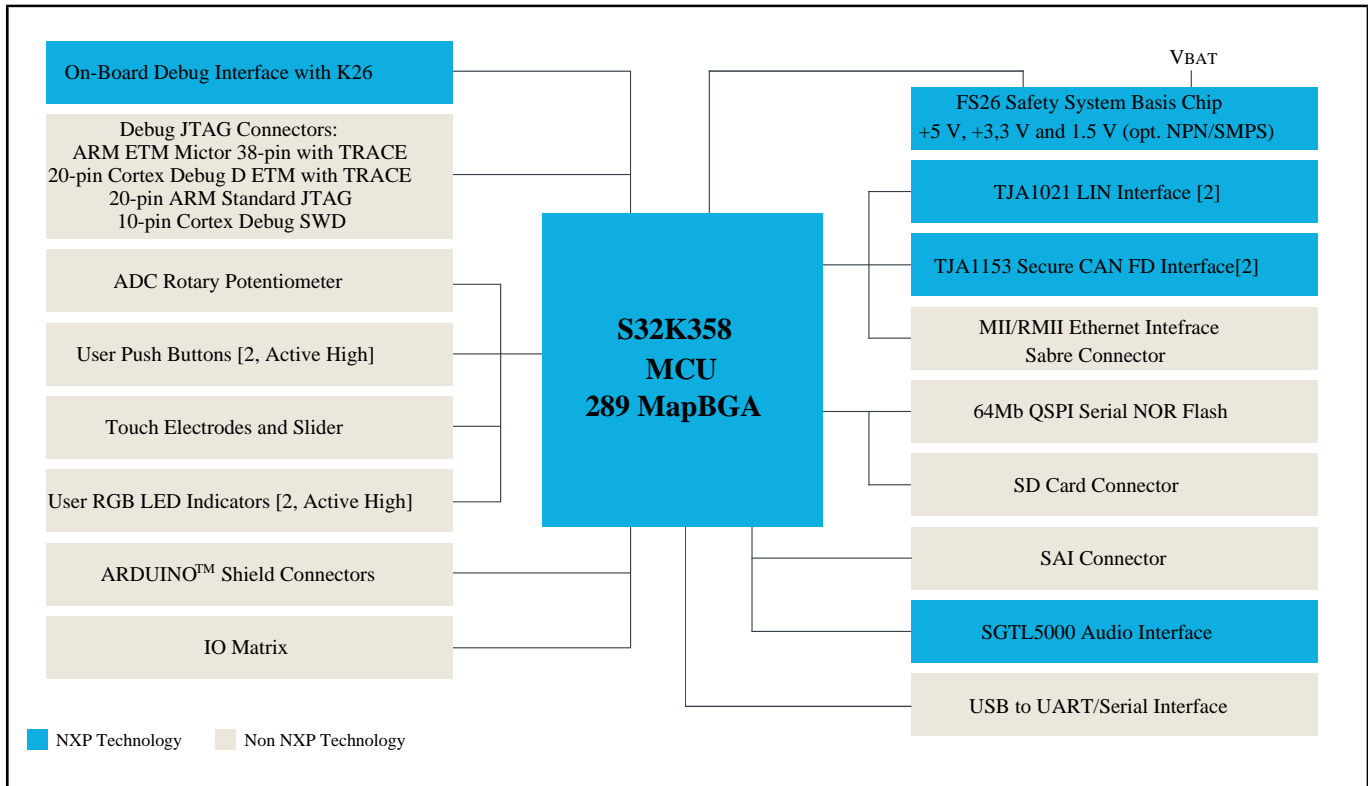 On-Board Debug Interface with K26
Debug JTAG Connectors:
ARM ETM Mictor 38-pin with TRACE
20-pin Cortex Debug D ETM with TRACE
20-pin ARM Standard JTAG
10-pin Cortex Debug SWD
ADC Rotary Potentiometer
User Push Buttons [2, Active High]
Touch Electrodes and Slider
User RGB LED Indicators [2, Active High]
ARDUINO™ Shield Connectors
IO Matrix
S32K358
MCU
289 MapBGA
VBAT
FS26 Safety System Basis Chip
+5 V, +3,3 V and 1.5 V (opt. NPN/SMPS)
TJA1021 LIN Interface [2]
TJA1153 Secure CAN FD Interface[2]
MII/RMII Ethernet Intefrace
Sabre Connector
64Mb QSPI Serial NOR Flash
SD Card Connector
SAI Connector
SGTL5000 Audio Interface
USB to UART/Serial Interface
NXP Technology
Non NXP Technology